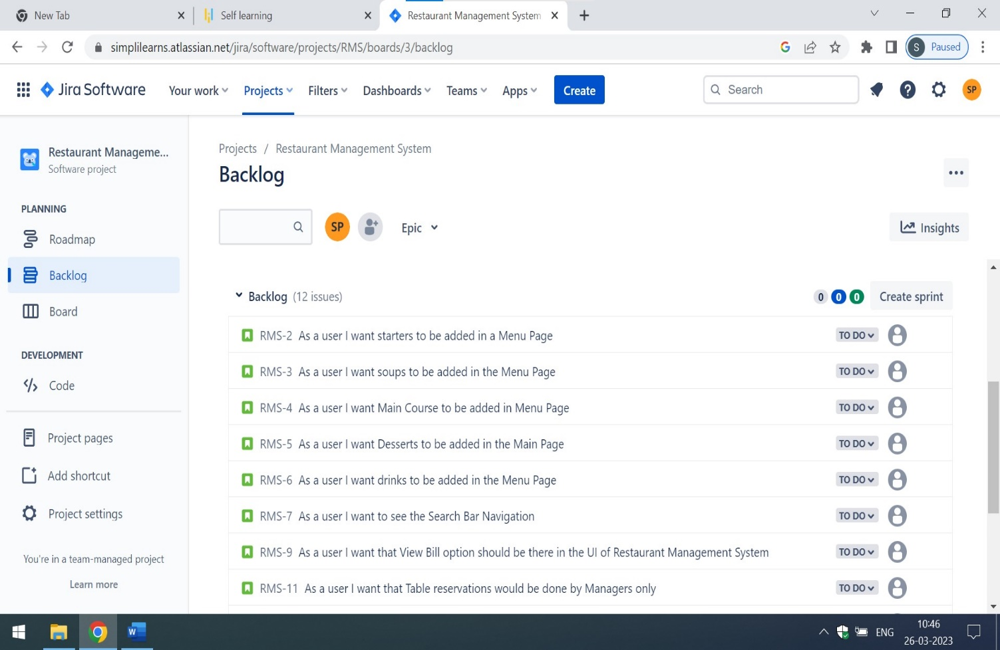 New Tab
Self learning
Restaurant Management System
simplilearns.atlassian.net/jira/software/projects/RMS/boards/3/backlog
G
S Paused
Jira Software
Your work
Projects
Filters
Dashboards
Teams
Apps
Create
Search
SP
Restaurant Manageme...
Software project
PLANNING
Roadmap
Backlog
Board
DEVELOPMENT
Code
Project pages
Add shortcut
Project settings
You're in a team-managed project
Learn more
Projects / Restaurant Management System
Backlog
SP
Epic
Insights
Backlog (12 issues) 0 0 0 Create sprint
RMS-2 As a user I want starters to be added in a Menu Page TO DO
RMS-3 As a user I want soups to be added in the Menu Page TO DO
RMS-4 As a user I want Main Course to be added in Menu Page TO DO
RMS-5 As a user I want Desserts to be added in the Main Page TO DO
RMS-6 As a user I want drinks to be added in the Menu Page TO DO
RMS-7 As a user I want to see the Search Bar Navigation TO DO
RMS-9 As a user I want that View Bill option should be there in the UI of Restaurant Management System TO DO
RMS-11 As a user I want that Table reservations would be done by Managers only TO DO
W
ENG
10:46
26-03-2023